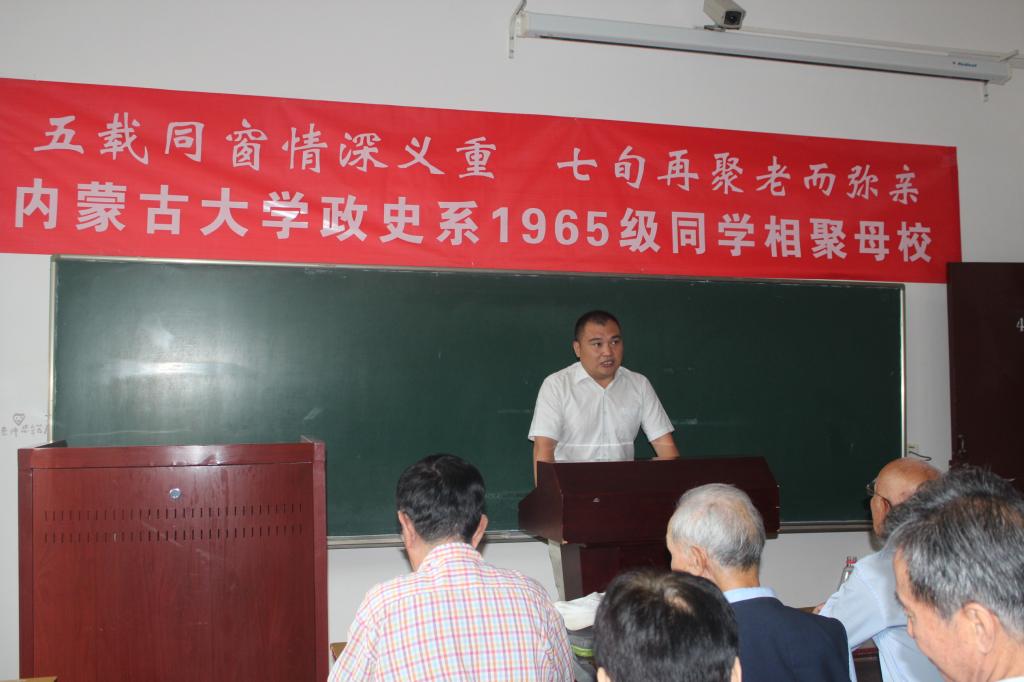 五载同窗情深义重 七旬再聚老而弥亲
内蒙古大学政史系1965级同学相聚母校
4